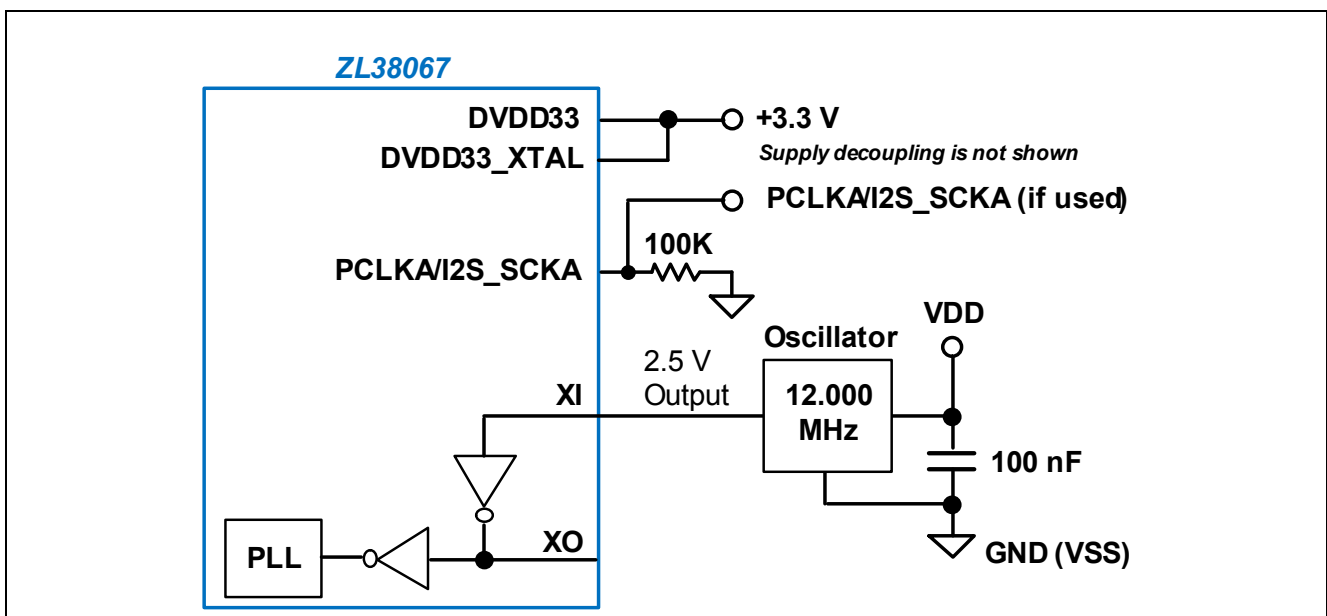 ZL38067
DVDD33
+3.3 V
DVDD33_XTAL
Supply decoupling is not shown
PCLKA/I2S_SCKA (if used)
100K
PCLKA/I2S_SCKA
VDD
Oscillator
2.5 V
Output
XI
12.000
MHz
100 nF
XO
GND (VSS)
PLL